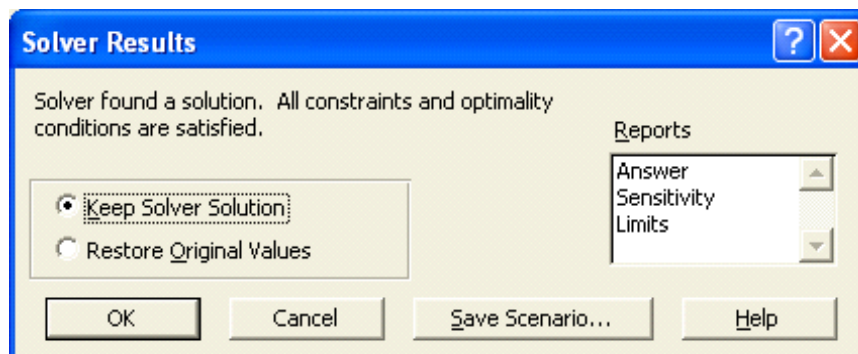 Solver Results
Solver found a solution. All constraints and optimality
conditions are satisfied.
Reports
Answer
Sensitivity
Limits
Keep Solver Solution
Restore Original Values
OK
Cancel
Save Scenario...
Help